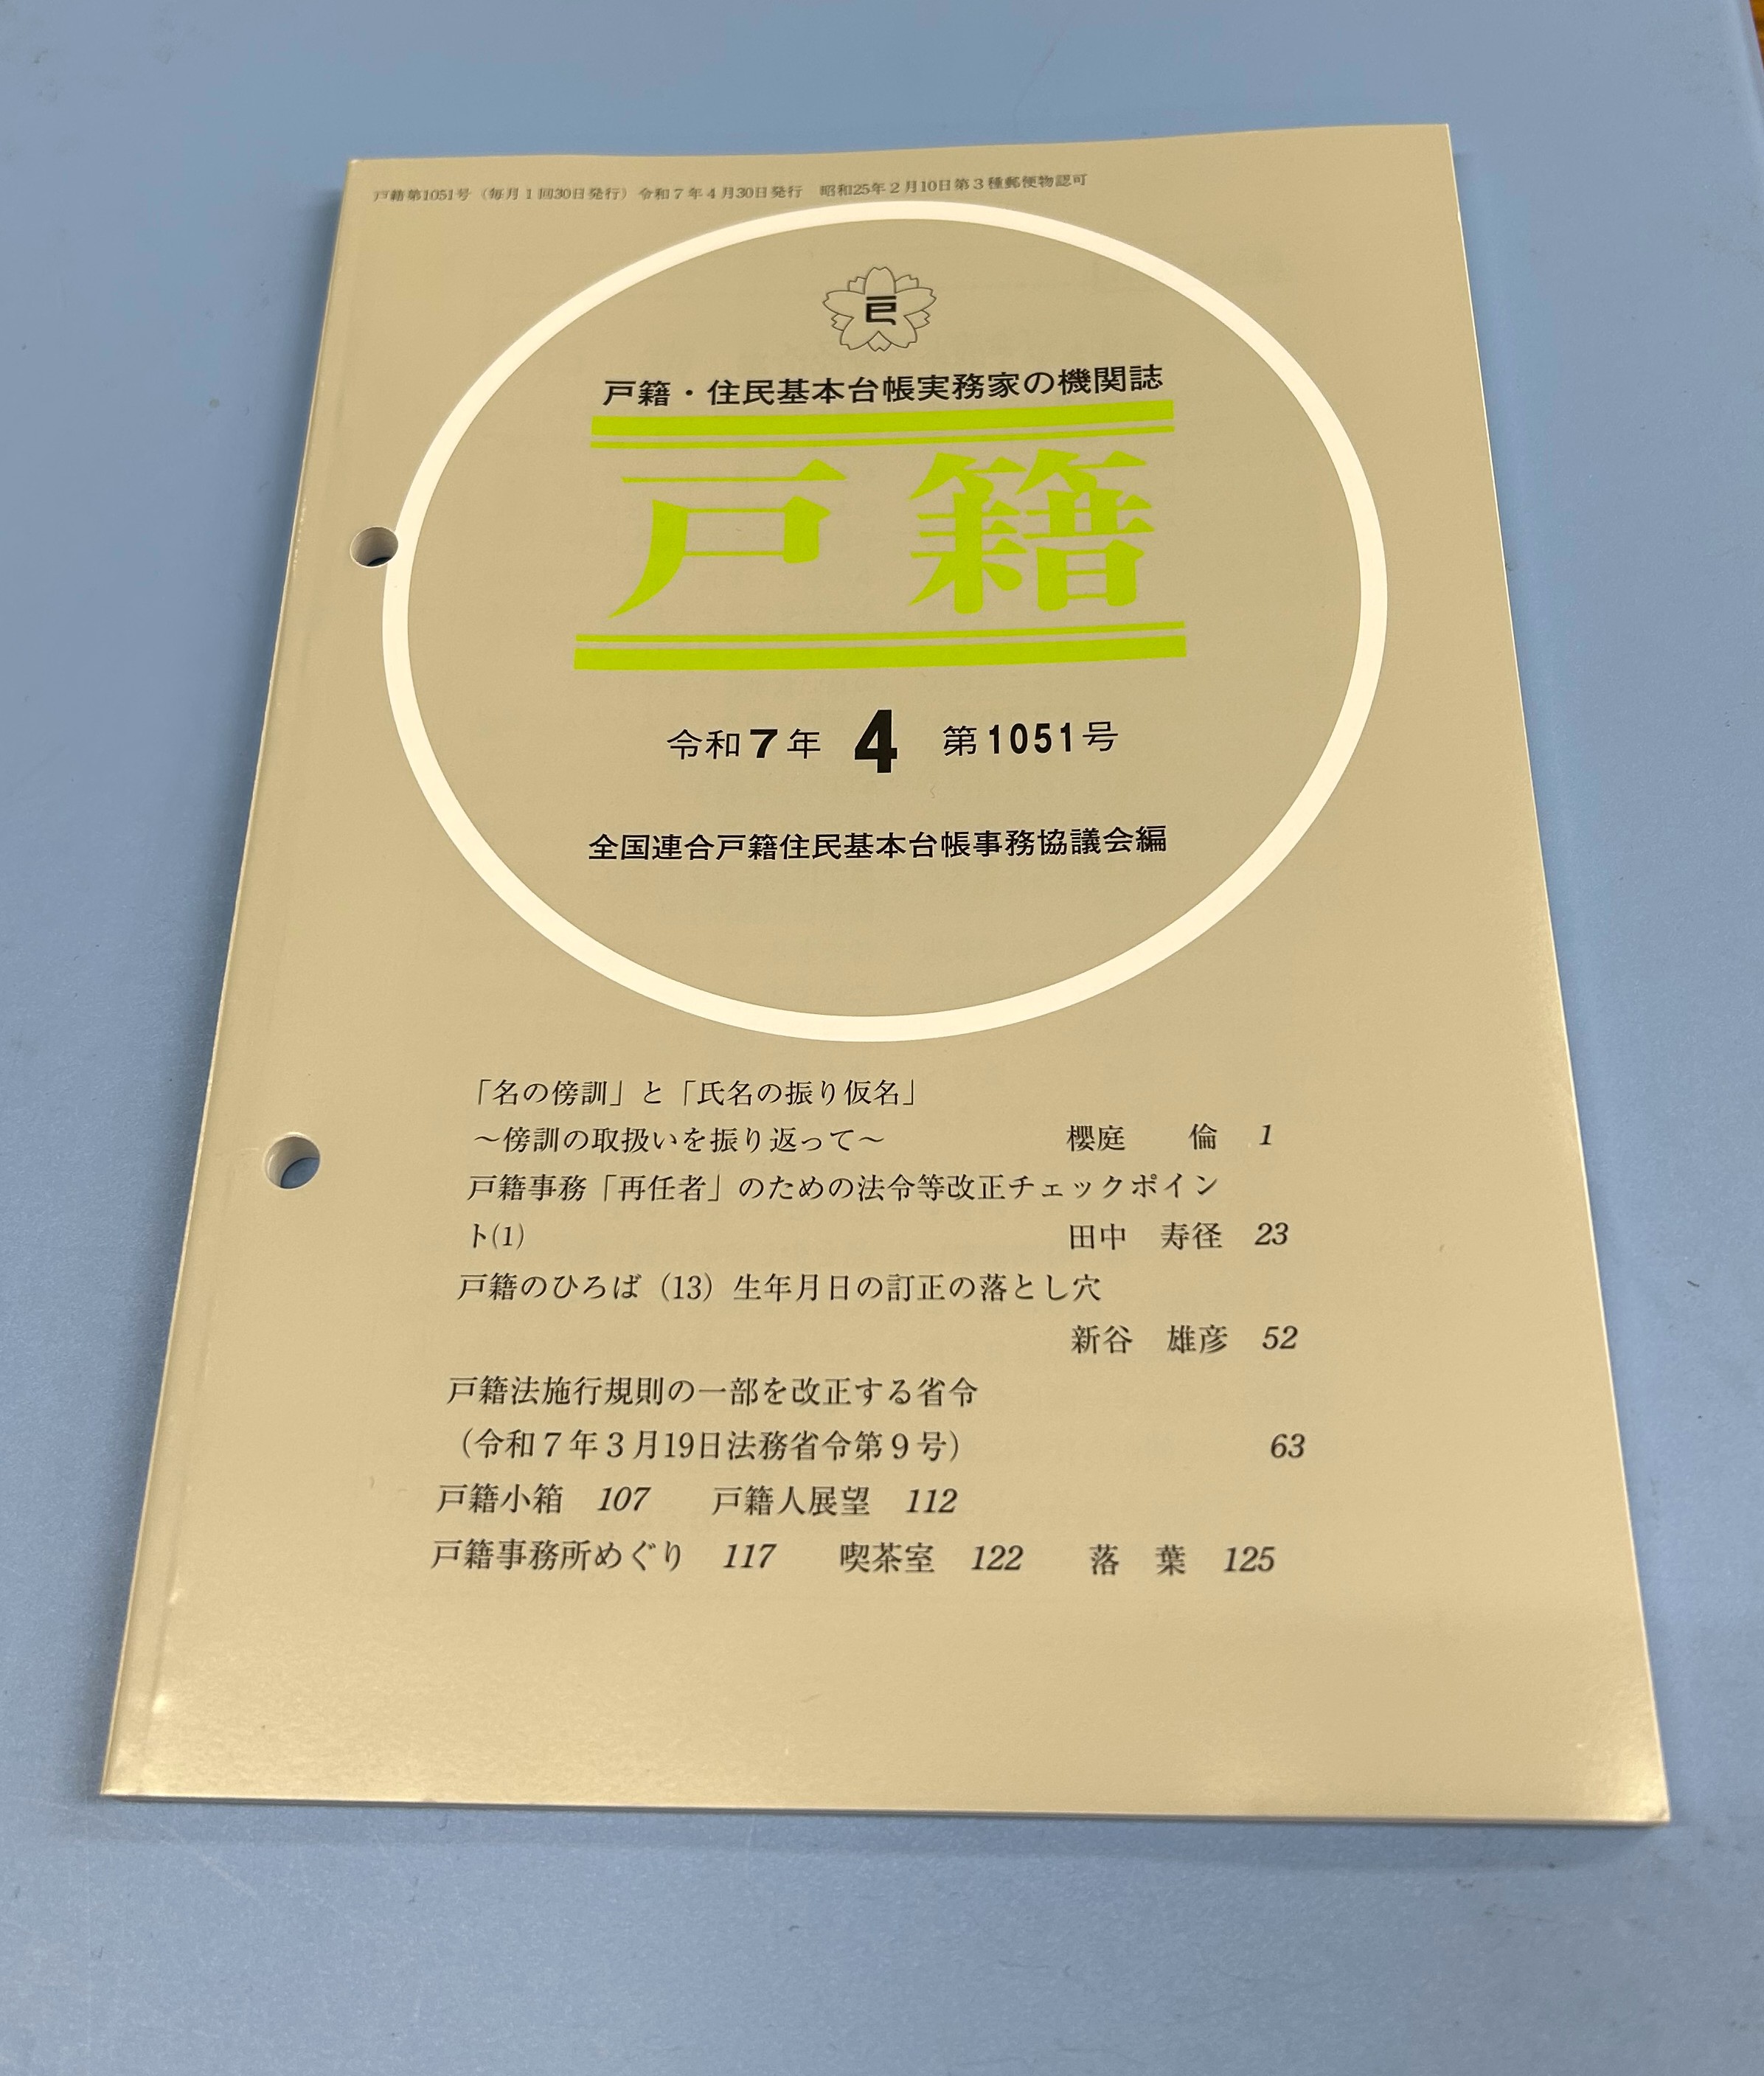 戸籍第1051号（毎月1回30日発行）令和7年4月30日発行　昭和25年2月10日第3種郵便物認可
戸
戸籍・住民基本台帳実務家の機関誌
戸籍
令和7年　4　第1051号
全国連合戸籍住民基本台帳事務協議会編
「名の傍訓」と「氏名の振り仮名」
～傍訓の取扱いを振り返って～　櫻庭　倫　1
戸籍事務「再任者」のための法令等改正チェックポイン
ト(1)　田中　寿径　23
戸籍のひろば（13）生年月日の訂正の落とし穴
新谷　雄彦　52
戸籍法施行規則の一部を改正する省令
（令和7年3月19日法務省令第9号）　63
戸籍小箱　107　戸籍人展望　112
戸籍事務所めぐり　117　喫茶室　122　落　葉　125